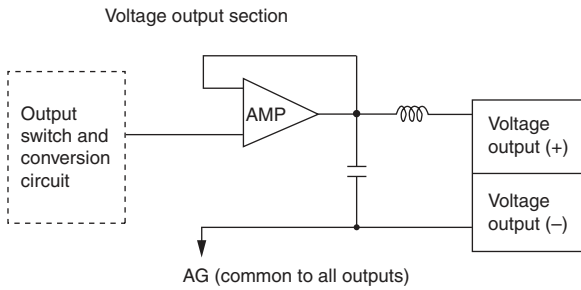 Voltage output section
Output
switch and
conversion
circuit
AMP
Voltage
output (+)
Voltage
output (–)
AG (common to all outputs)